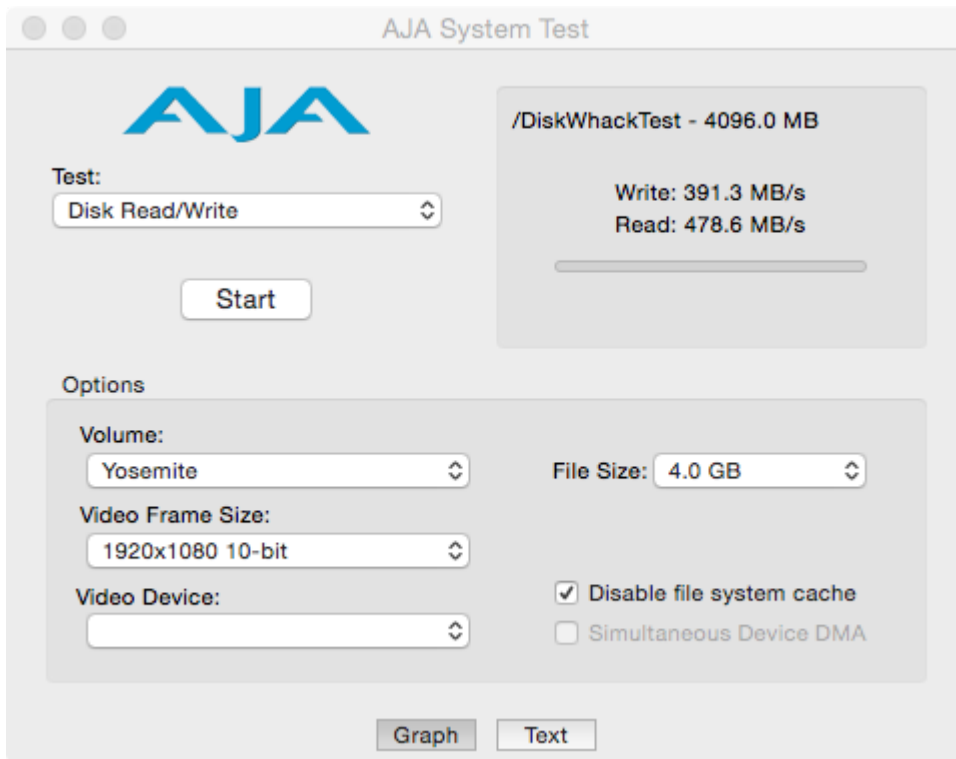 AJA System Test
AJA
/DiskWhackTest - 4096.0 MB
Write: 391.3 MB/s
Read: 478.6 MB/s
Test:
Disk Read/Write
Start
Options
Volume:
Yosemite
File Size: 4.0 GB
Video Frame Size:
1920x1080 10-bit
Video Device:
Disable file system cache
Simultaneous Device DMA
Graph Text